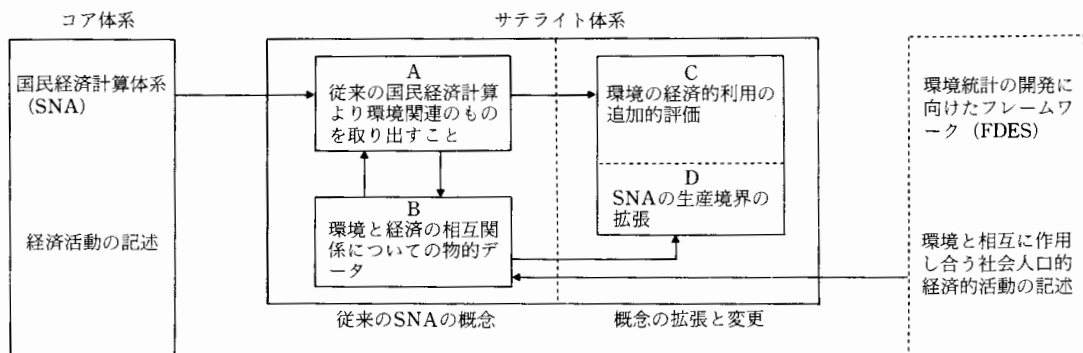 コア体系
サテライト体系
国民経済計算体系
(SNA)
経済活動の記述
A
従来の国民経済計算
より環境関連のもの
を取り出すこと
B
環境と経済の相互関
係についての物的デ
ータ
従来のSNAの概念
C
環境の経済的利用の
追加的評価
D
SNAの生産境界の
拡張
概念の拡張と変更
環境統計の開発に
向けたフレームワ
ーク (FDES)
環境と相互に作用
し合う社会人口的
経済的活動の記述